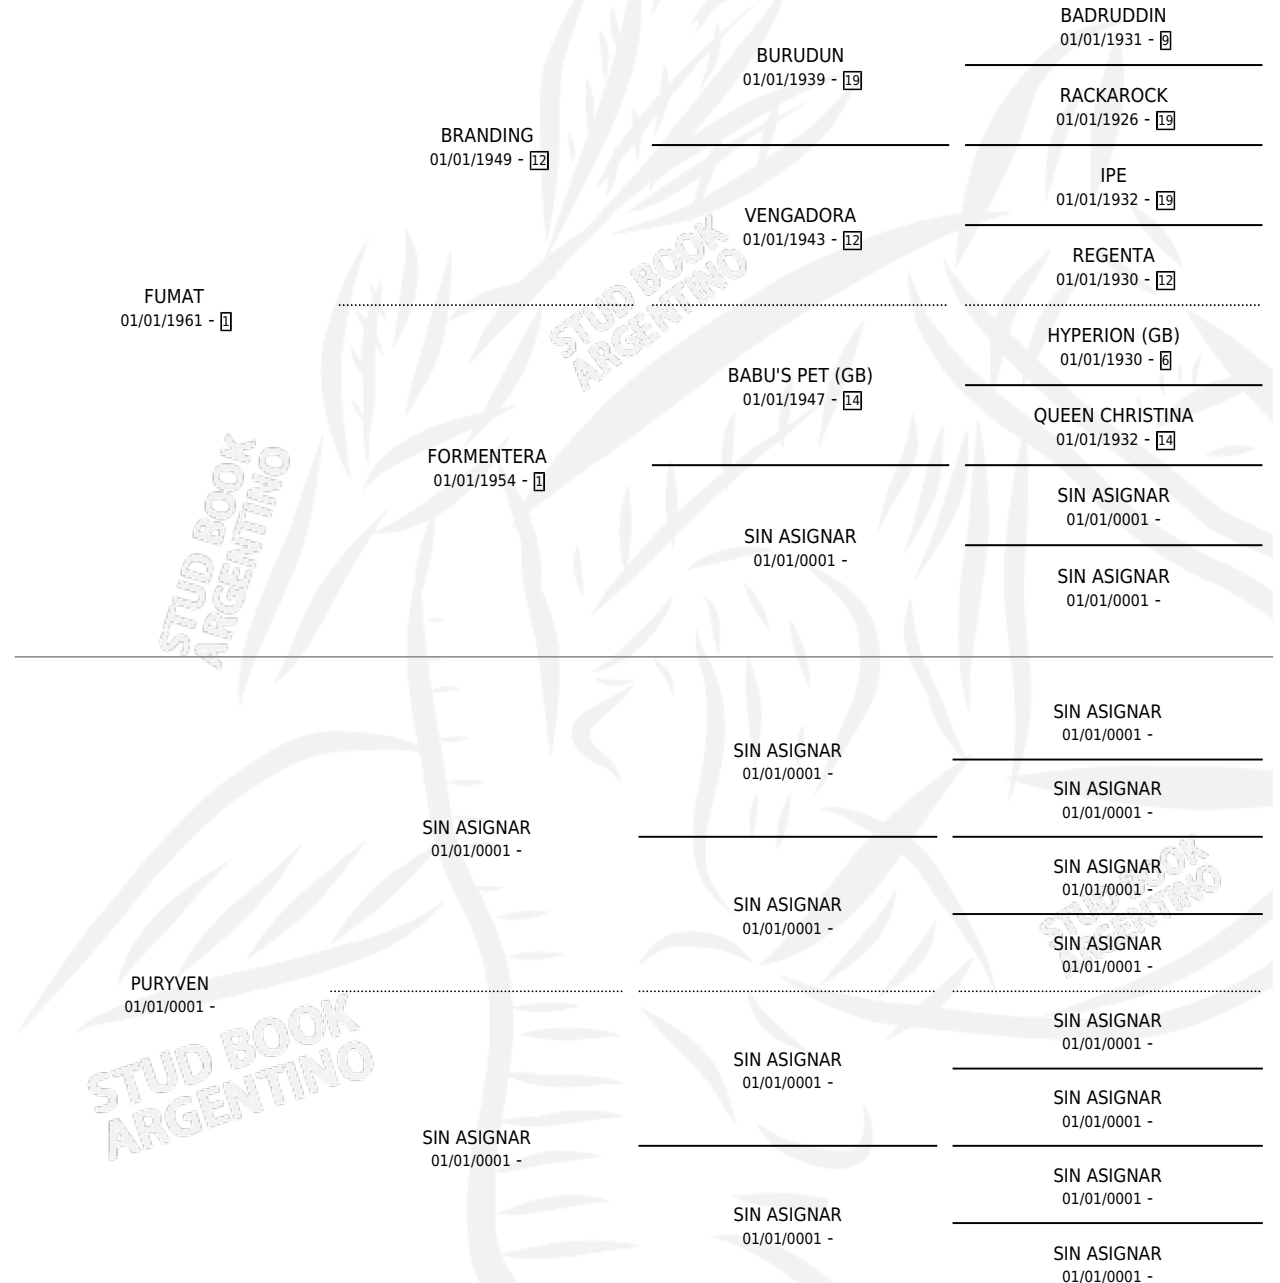 BADRUDDIN
01/01/1931 - 9
BURUDUN
01/01/1939 - 19
RACKAROCK
01/01/1926 - 19
BRANDING
01/01/1949 - 12
IPE
01/01/1932 - 19
VENGADORA
01/01/1943 - 12
REGENTA
01/01/1930 - 12
FUMAT
01/01/1961 - 1
HYPERION (GB)
01/01/1930 - 6
BABU'S PET (GB)
01/01/1947 - 14
QUEEN CHRISTINA
01/01/1932 - 14
FORMENTERA
01/01/1954 - 1
SIN ASIGNAR
01/01/0001 -
SIN ASIGNAR
01/01/0001 -
SIN ASIGNAR
01/01/0001 -
STUD BOOK
ARGENTINO
STUD BOOK
ARGENTINO
SIN ASIGNAR
01/01/0001 -
SIN ASIGNAR
01/01/0001 -
SIN ASIGNAR
01/01/0001 -
SIN ASIGNAR
01/01/0001 -
SIN ASIGNAR
01/01/0001 -
SIN ASIGNAR
01/01/0001 -
SIN ASIGNAR
01/01/0001 -
PURYVEN
01/01/0001 -
SIN ASIGNAR
01/01/0001 -
SIN ASIGNAR
01/01/0001 -
SIN ASIGNAR
01/01/0001 -
SIN ASIGNAR
01/01/0001 -
SIN ASIGNAR
01/01/0001 -
SIN ASIGNAR
01/01/0001 -
SIN ASIGNAR
01/01/0001 -
STUD BOOK
ARGENTINO
STUD BOOK
ARGENTINO